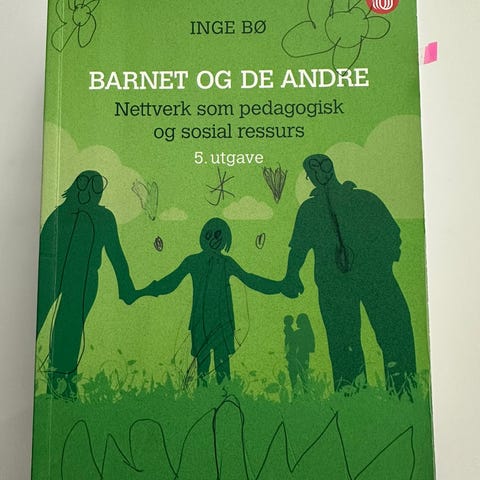 INGE BØ
BARNET OG DE ANDRE
Nettverk som pedagogisk
og sosial ressurs
5. utgave